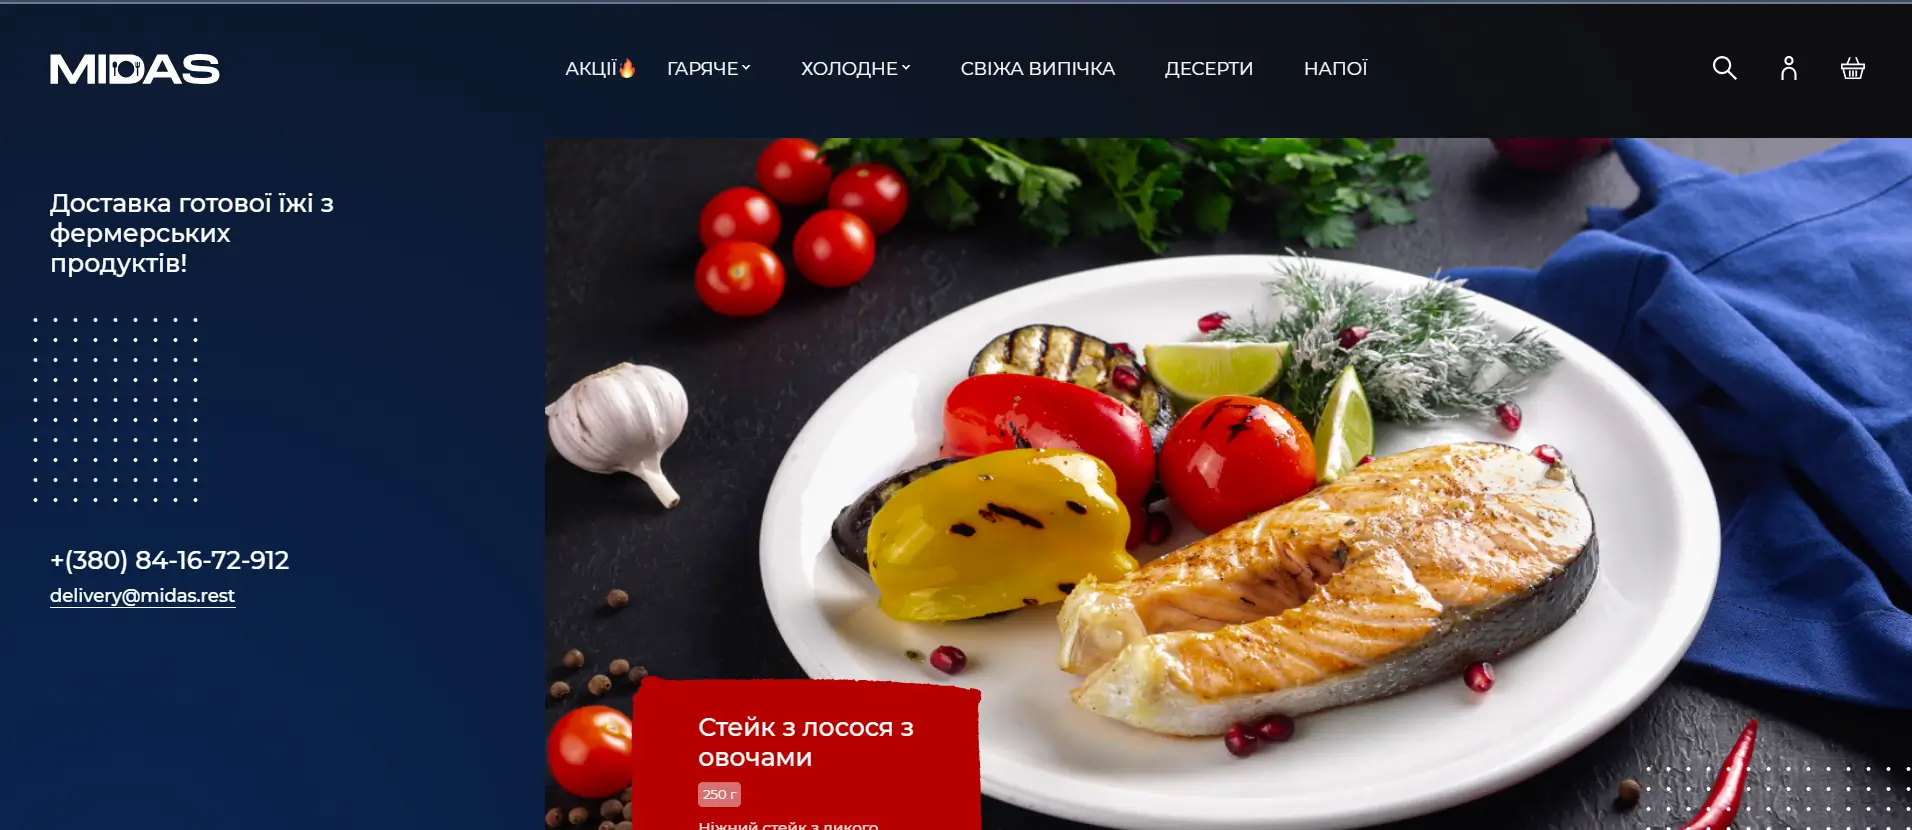 MIDAS
АКЦІЇ🔥 ГАРЯЧЕ ХОЛОДНЕ СВІЖА ВИПІЧКА ДЕСЕРТИ НАПОЇ
Доставка готової їжі з
фермерських
продуктів!
+(380) 84-16-72-912
delivery@midas.rest
Стейк з лосося з
овочами
250 г
Ніжний стейк з дикого